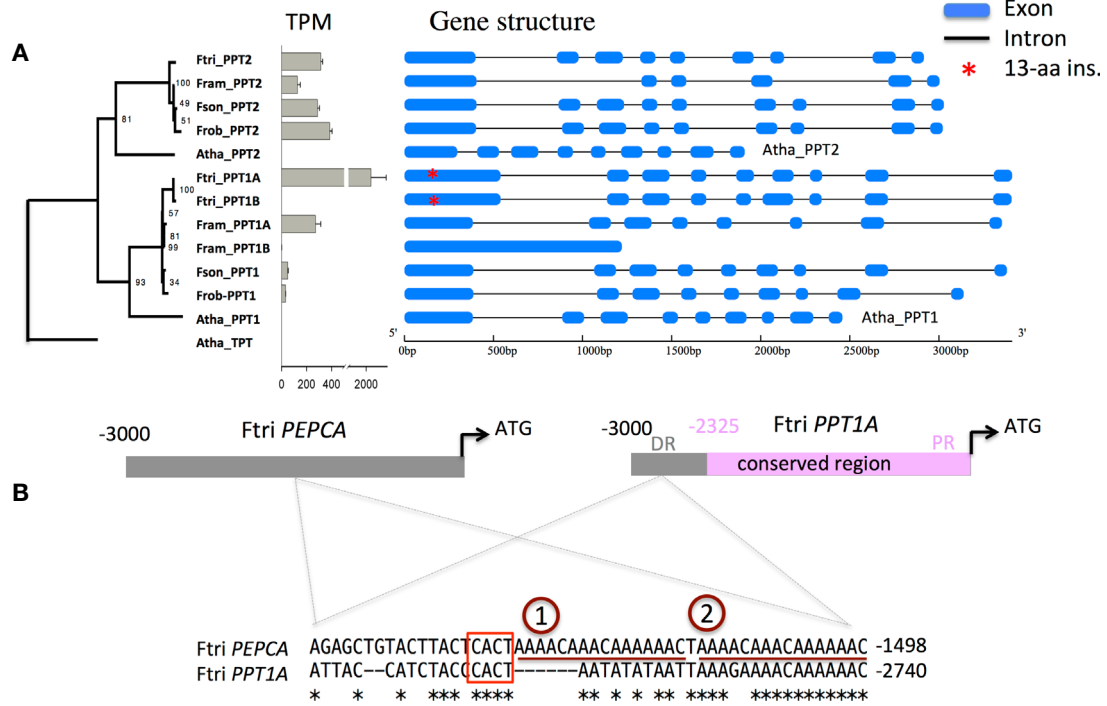 TPM
Gene structure
Exon
Intron
* 13-aa ins.
A
Ftri_PPT2
Fram_PPT2
Fson_PPT2
Frob_PPT2
Atha_PPT2
Ftri_PPT1A
Ftri_PPT1B
Fram_PPT1A
Fram_PPT1B
Fson_PPT1
Frob-PPT1
Atha_PPT1
Atha_TPT
100
49
51
81
100
57
81
99
93
34
0 200 400 2000
Atha_PPT2
*
*
Atha_PPT1
5' 3'
0bp 500bp 1000bp 1500bp 2000bp 2500bp 3000bp
-3000 Ftri PEPCA ATG
-3000 -2325 Ftri PPT1A ATG
DR PR
conserved region
B
1 2
Ftri PEPCA AGAGCTGTACTTACTCACTAAAACAAACAAAAAACTAAAACAAACAAAAAAC -1498
Ftri PPT1A ATTAC--CATCTACCCACT-------AATATATAATTAAAGAAAACAAAAAAC -2740
* * * *** **** ** * * ** **** ***********